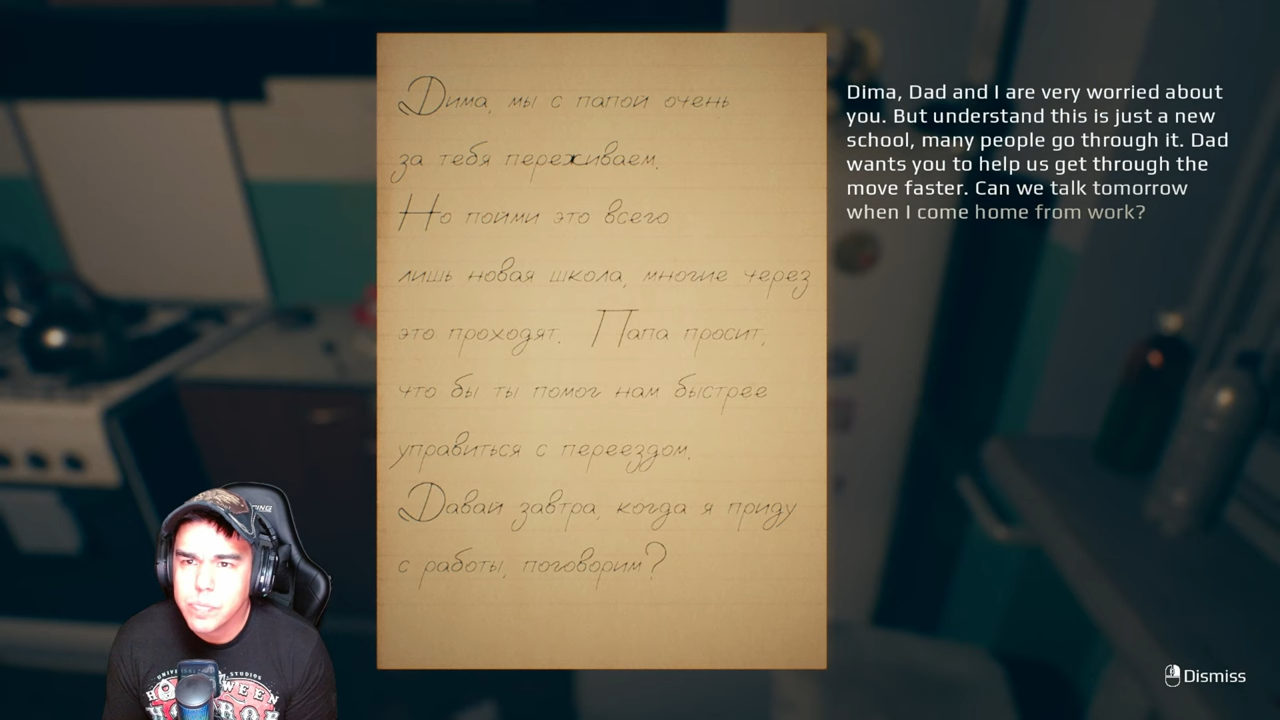 Дима, мы с папой очень
за тебя переживаем.
Но пойми это всего
лишь новая школа, многие через
это проходят. Папа просит,
что бы ты помог нам быстрее
управиться с переездом.
Давай завтра, когда я приду
с работы, поговорим?
Dima, Dad and I are very worried about
you. But understand this is just a new
school, many people go through it. Dad
wants you to help us get through the
move faster. Can we talk tomorrow
when I come home from work?
Dismiss